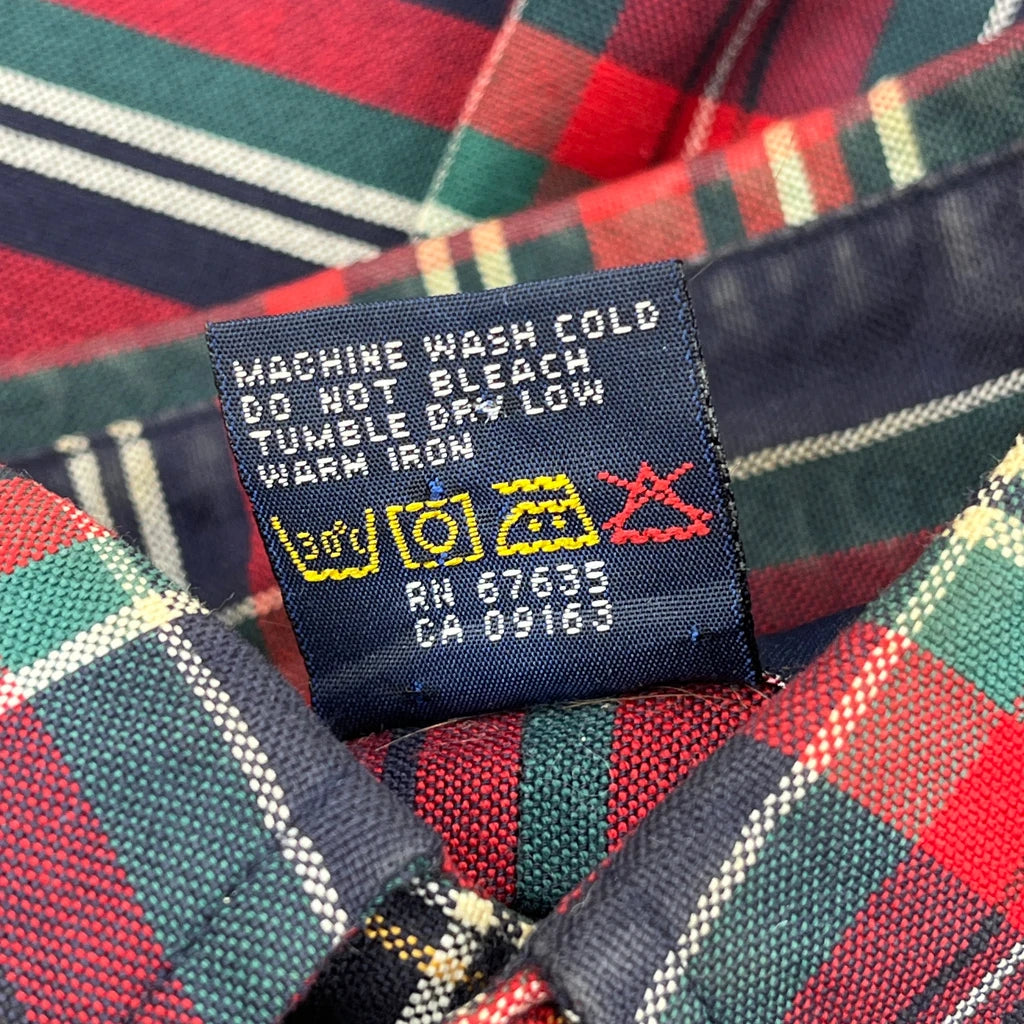 MACHINE WASH COLD
DO NOT BLEACH
TUMBLE DRY LOW
WARM IRON
30°C
RN 67635
CA 09163